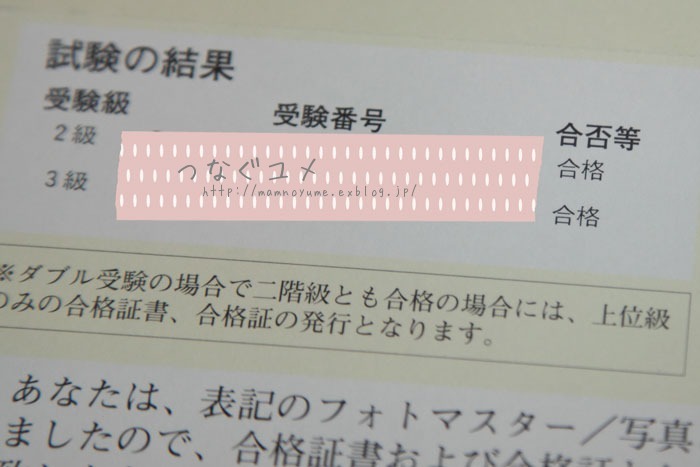 試験の結果
受験級 受験番号 合否等
2級 合格
3級 合格
つなぐユメ
http://mannoyume.exblog.jp/
※ダブル受験の場合で二階級とも合格の場合には、上位級
のみの合格証書、合格証の発行となります。
あなたは、表記のフォトマスター/写真
ましたので、合格証書および合格証